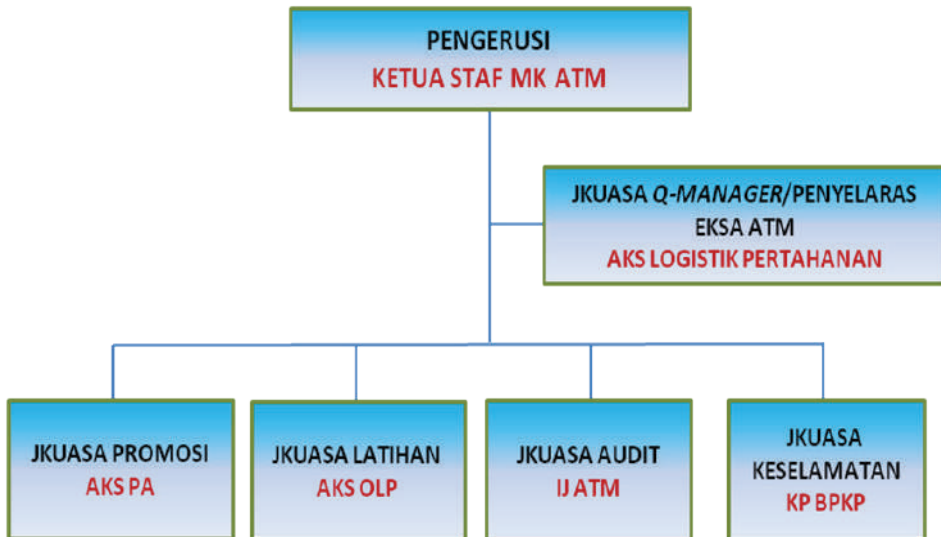 PENGERUSI
KETUA STAF MK ATM
JKUASA Q-MANAGER/PENYELARAS
EKSA ATM
AKS LOGISTIK PERTAHANAN
JKUASA PROMOSI
AKS PA
JKUASA LATIHAN
AKS OLP
JKUASA AUDIT
IJ ATM
JKUASA
KESELAMATAN
KP BPKP